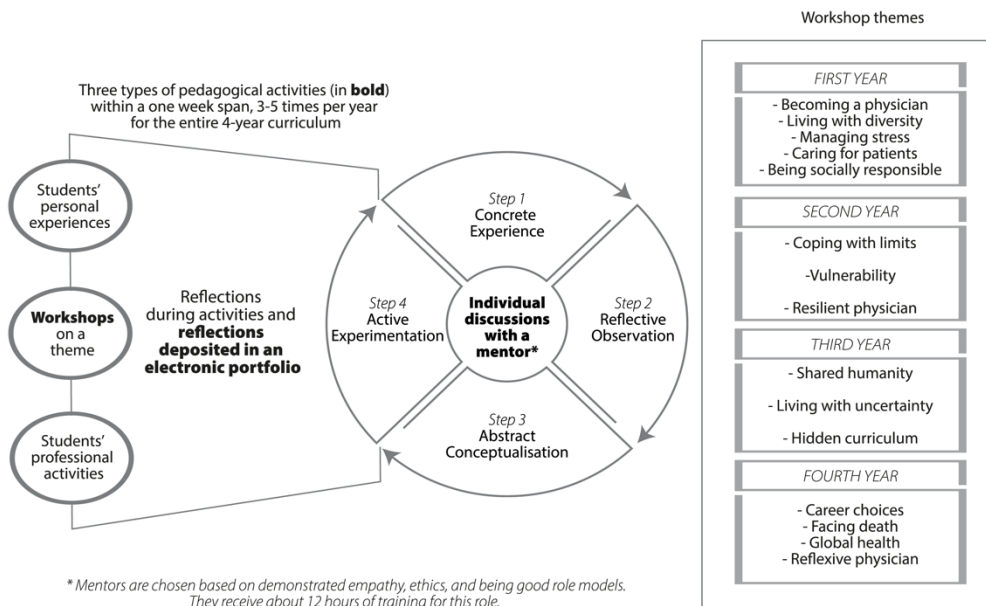 Workshop themes
Three types of pedagogical activities (in bold)
within a one week span, 3-5 times per year
for the entire 4-year curriculum
Students'
personal
experiences
Workshops
on a
theme
Students'
professional
activities
Reflections
during activities and
reflections
deposited in an
electronic portfolio
Step 1
Concrete
Experience
Step 2
Reflective
Observation
Step 3
Abstract
Conceptualisation
Step 4
Active
Experimentation
Individual
discussions
with a
mentor*
FIRST YEAR
- Becoming a physician
- Living with diversity
- Managing stress
- Caring for patients
- Being socially responsible
SECOND YEAR
- Coping with limits
-Vulnerability
- Resilient physician
THIRD YEAR
- Shared humanity
- Living with uncertainty
- Hidden curriculum
FOURTH YEAR
- Career choices
- Facing death
- Global health
- Reflexive physician
* Mentors are chosen based on demonstrated empathy, ethics, and being good role models.
They receive about 12 hours of training for this role.